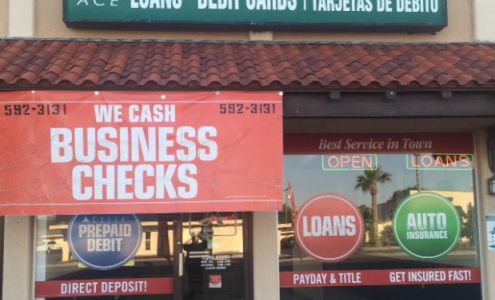 ACE LOANS DEBIT CARDS | TARJETAS DE DEBITO
592-3131 WE CASH 592-3131
BUSINESS
CHECKS
Best Service in Town
OPEN LOANS
PREPAID
DEBIT
DIRECT DEPOSIT!
LOANS
PAYDAY & TITLE
AUTO
INSURANCE
GET INSURED FAST!